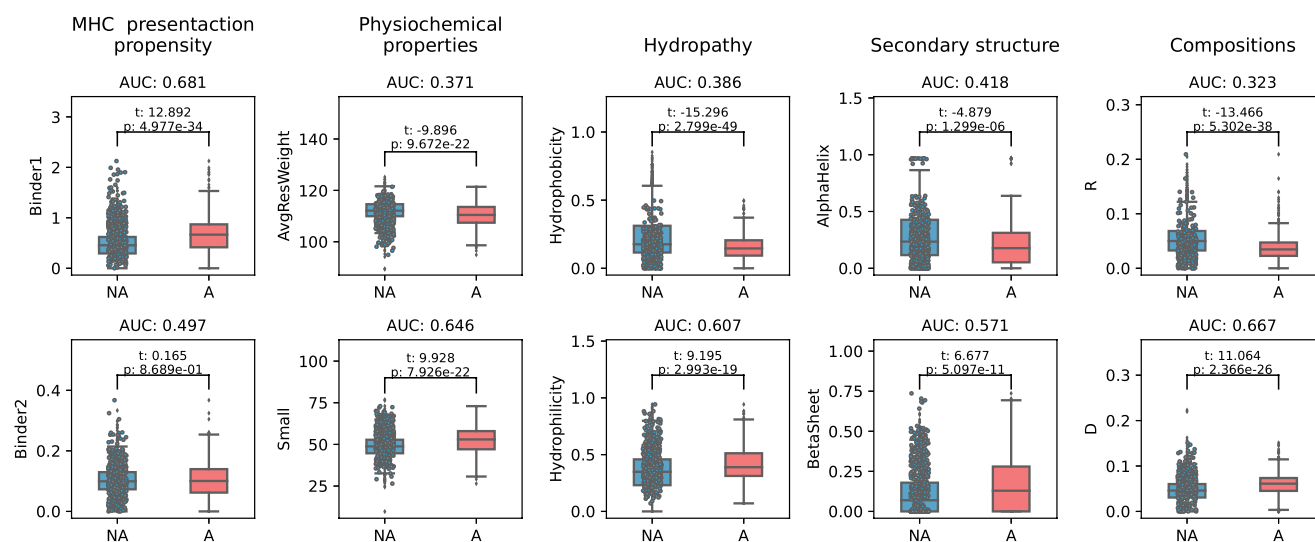 MHC presentaction
propensity
Physiochemical
properties
Hydropathy
Secondary structure
Compositions
AUC: 0.681
t: 12.892
p: 4.977e-34
Binder1
3
2
1
0
NA
A
AUC: 0.371
t: -9.896
p: 9.672e-22
AvgResWeight
140
120
100
NA
A
AUC: 0.386
t: -15.296
p: 2.799e-49
Hydrophobicity
1.0
0.5
0.0
NA
A
AUC: 0.418
t: -4.879
p: 1.299e-06
AlphaHelix
1.5
1.0
0.5
0.0
NA
A
AUC: 0.323
t: -13.466
p: 5.302e-38
R
0.3
0.2
0.1
0.0
NA
A
AUC: 0.497
t: 0.165
p: 8.689e-01
Binder2
0.4
0.2
0.0
NA
A
AUC: 0.646
t: 9.928
p: 7.926e-22
Small
100
75
50
25
NA
A
AUC: 0.607
t: 9.195
p: 2.993e-19
Hydrophilicity
1.5
1.0
0.5
0.0
NA
A
AUC: 0.571
t: 6.677
p: 5.097e-11
BetaSheet
1.00
0.75
0.50
0.25
0.00
NA
A
AUC: 0.667
t: 11.064
p: 2.366e-26
D
0.3
0.2
0.1
0.0
NA
A